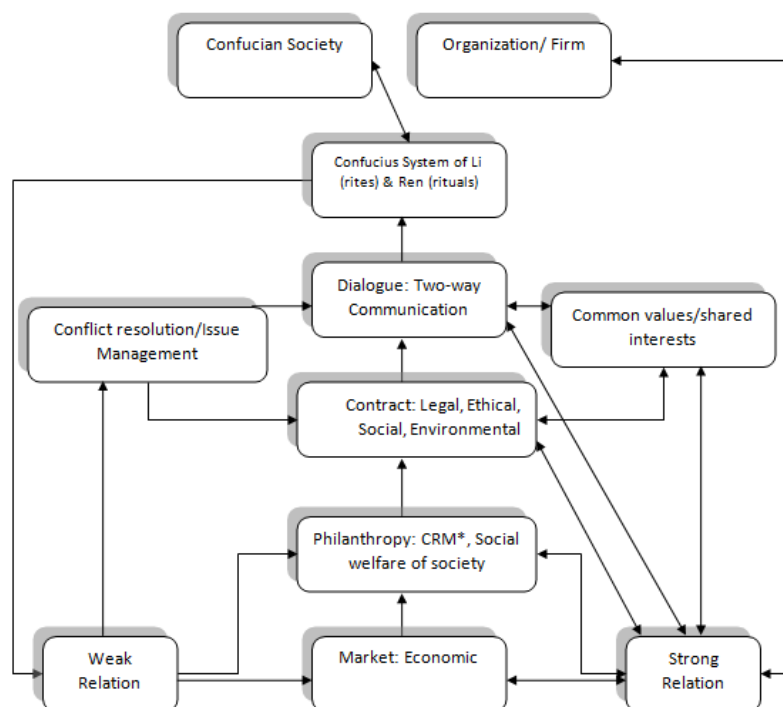 Confucian Society
Organization/ Firm
Confucius System of Li
(rites) & Ren (rituals)
Dialogue: Two-way
Communication
Common values/shared
interests
Conflict resolution/Issue
Management
Contract: Legal, Ethical,
Social, Environmental
Philanthropy: CRM*, Social
welfare of society
Weak
Relation
Market: Economic
Strong
Relation